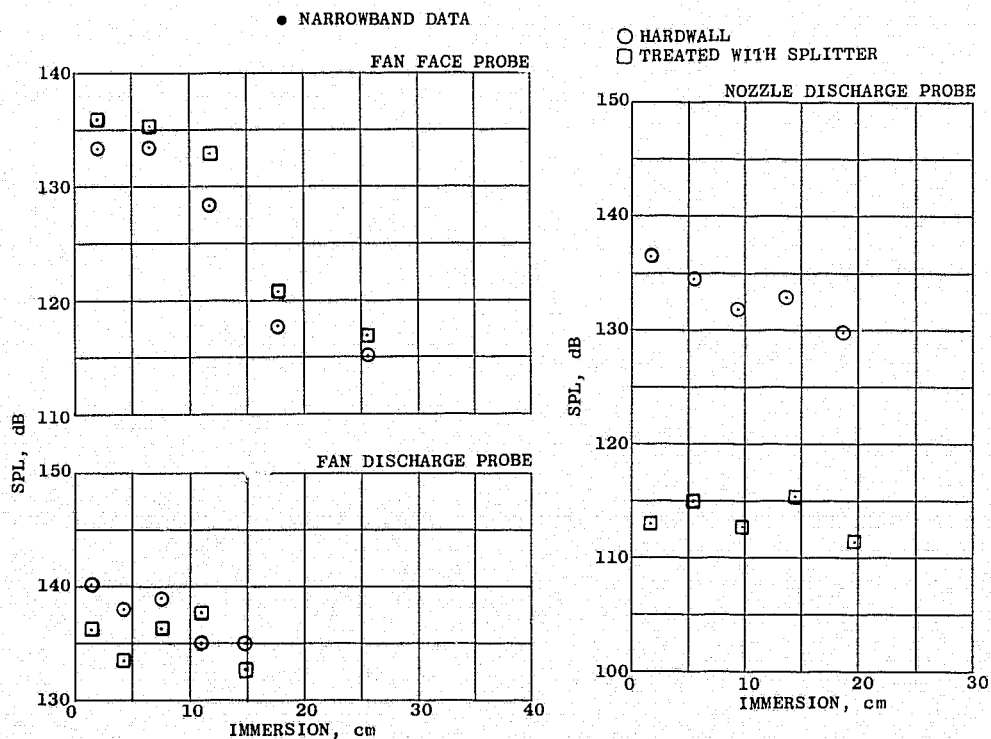 • NARROWBAND DATA
○ HARDWALL
□ TREATED WITH SPLITTER
FAN FACE PROBE
140
130
120
110
SPL, dB
FAN DISCHARGE PROBE
150
140
130
0 10 20 30 40
IMMERSION, cm
NOZZLE DISCHARGE PROBE
150
140
130
120
110
100
SPL, dB
0 10 20 30
IMMERSION, cm